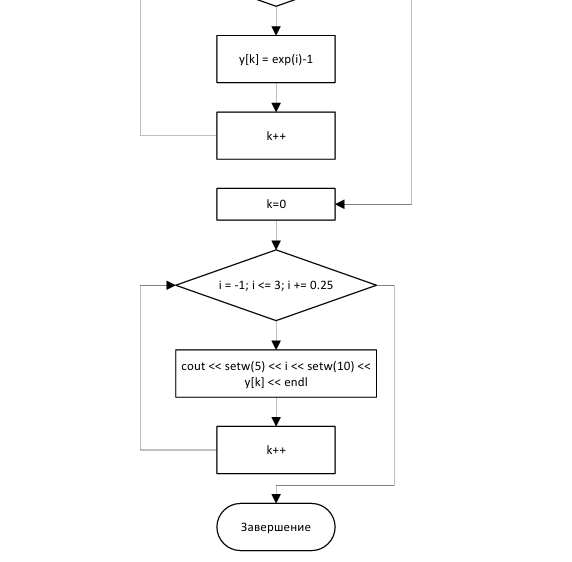 y[k] = exp(i)-1
k++
k=0
i = -1; i <= 3; i += 0.25
cout << setw(5) << i << setw(10) <<
y[k] << endl
k++
Завершение